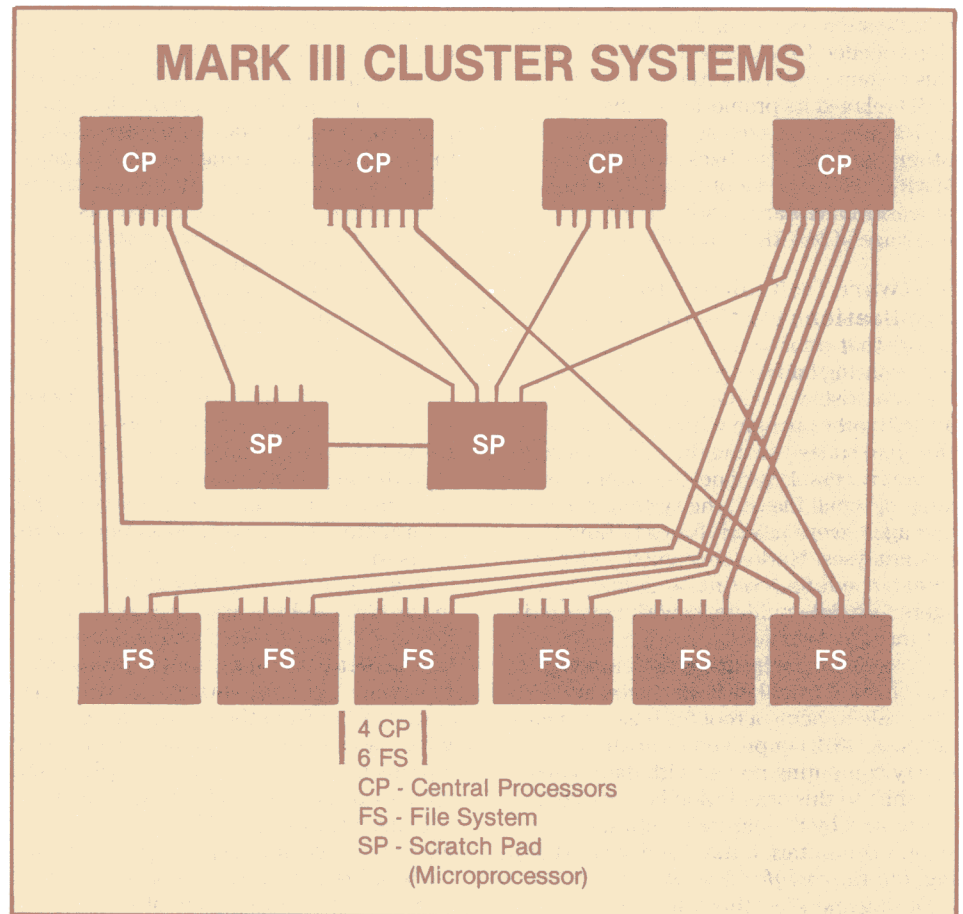 MARK III CLUSTER SYSTEMS
CP CP CP CP
SP SP
FS FS FS FS FS FS
4 CP
6 FS
CP - Central Processors
FS - File System
SP - Scratch Pad
(Microprocessor)